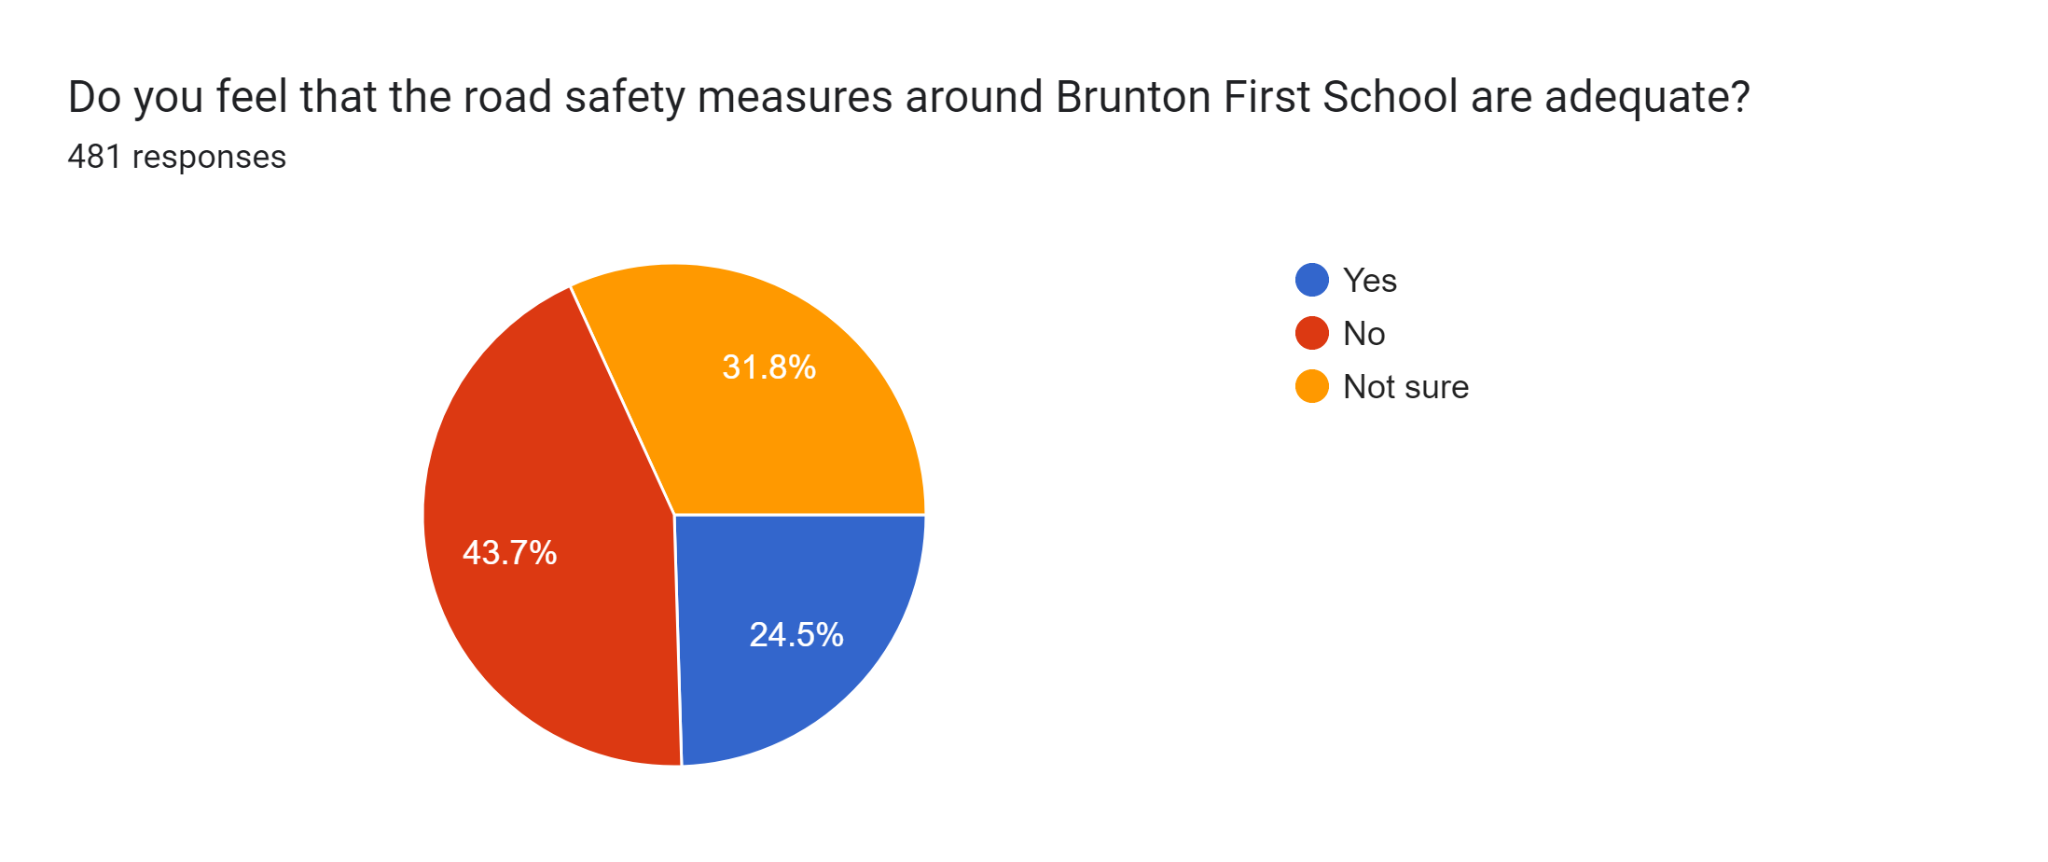 Do you feel that the road safety measures around Brunton First School are adequate?
481 responses
Yes
No
Not sure
31.8%
43.7%
24.5%